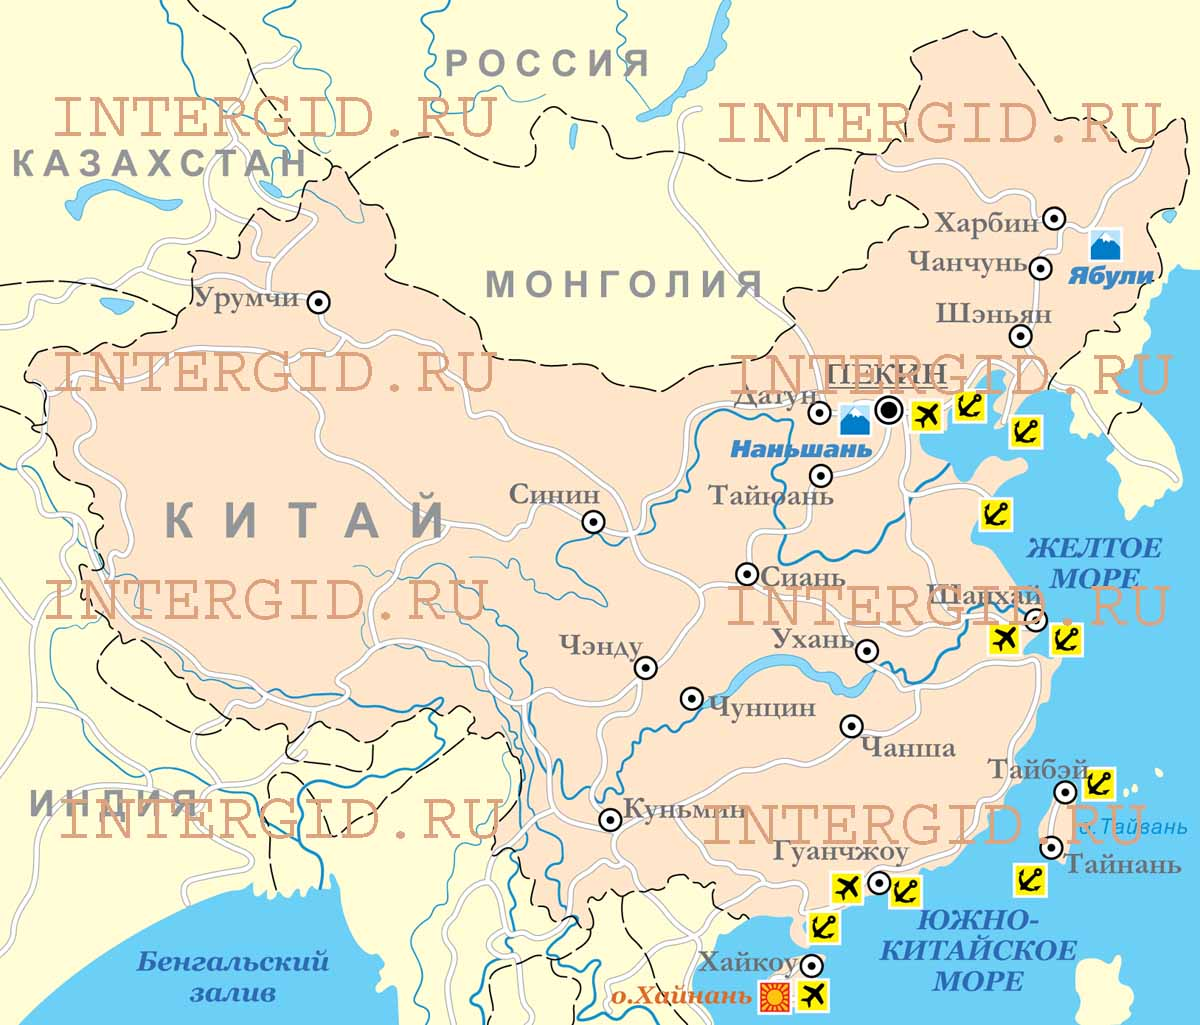 РОССИЯ
INTERGID.RU
INTERGID.RU
КАЗАХСТАН
Харбин
Чанчунь
Ябули
МОНГОЛИЯ
Урумчи
Шэньян
INTERGID.RU
INTERGID.RU
ПЕКИН
Датун
Наньшань
Синин
Тайюань
КИТАЙ
ЖЕЛТОЕ
МОРЕ
Сиань
INTERGID.RU
INTERGID.RU
Шанхай
Чэнду
Ухань
Чунцин
Чанша
Тайбэй
ИНДИЯ
INTERGID.RU
Куньмин
INTERGID.RU
о.Тайвань
Гуанчжоу
Тайнань
ЮЖНО-
КИТАЙСКОЕ
МОРЕ
Бенгальский
залив
Хайкоу
о.Хайнань